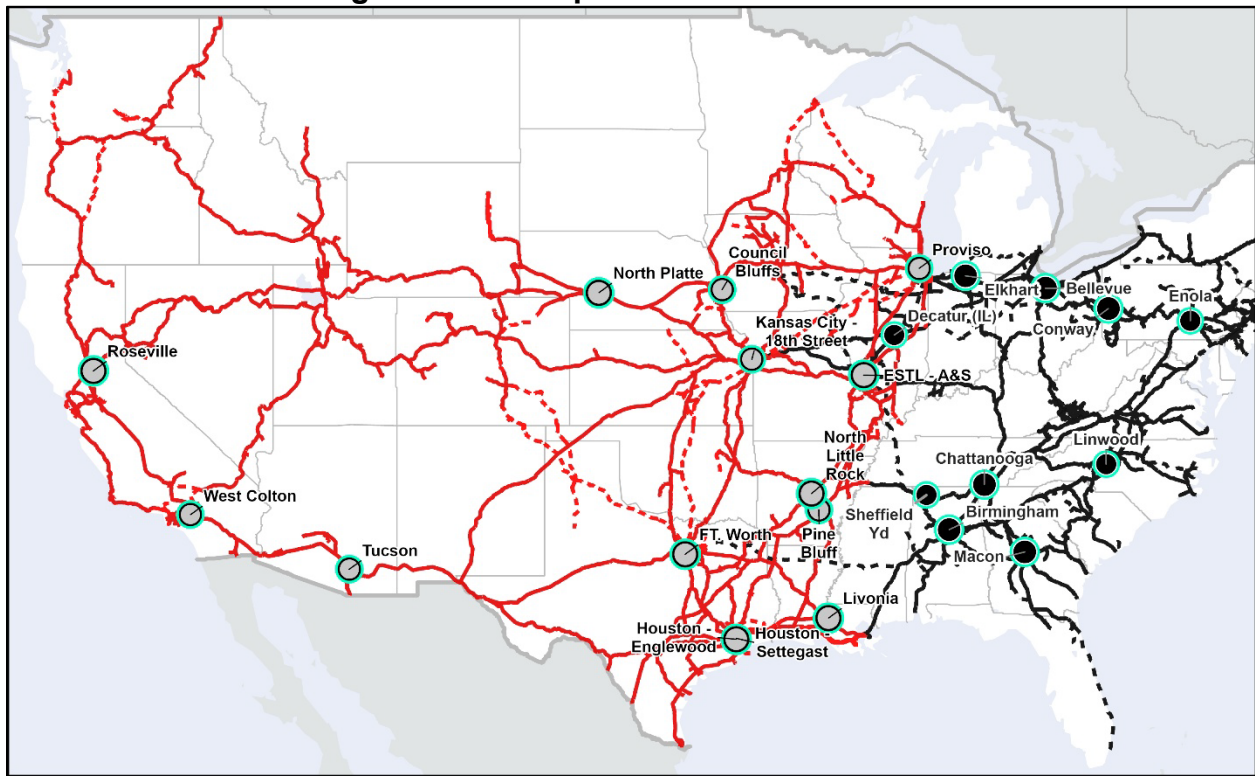 Proviso
Council
Bluffs
North Platte
Elkhart
Bellevue
Enola
Decatur (IL)
Conway
Kansas City -
18th Street
Roseville
ESTL - A&S
North
Little
Rock
Linwood
Chattanooga
West Colton
Sheffield
Yd
Birmingham
FT. Worth
Pine
Bluff
Macon
Tucson
Livonia
Houston -
Englewood
Houston -
Settegast